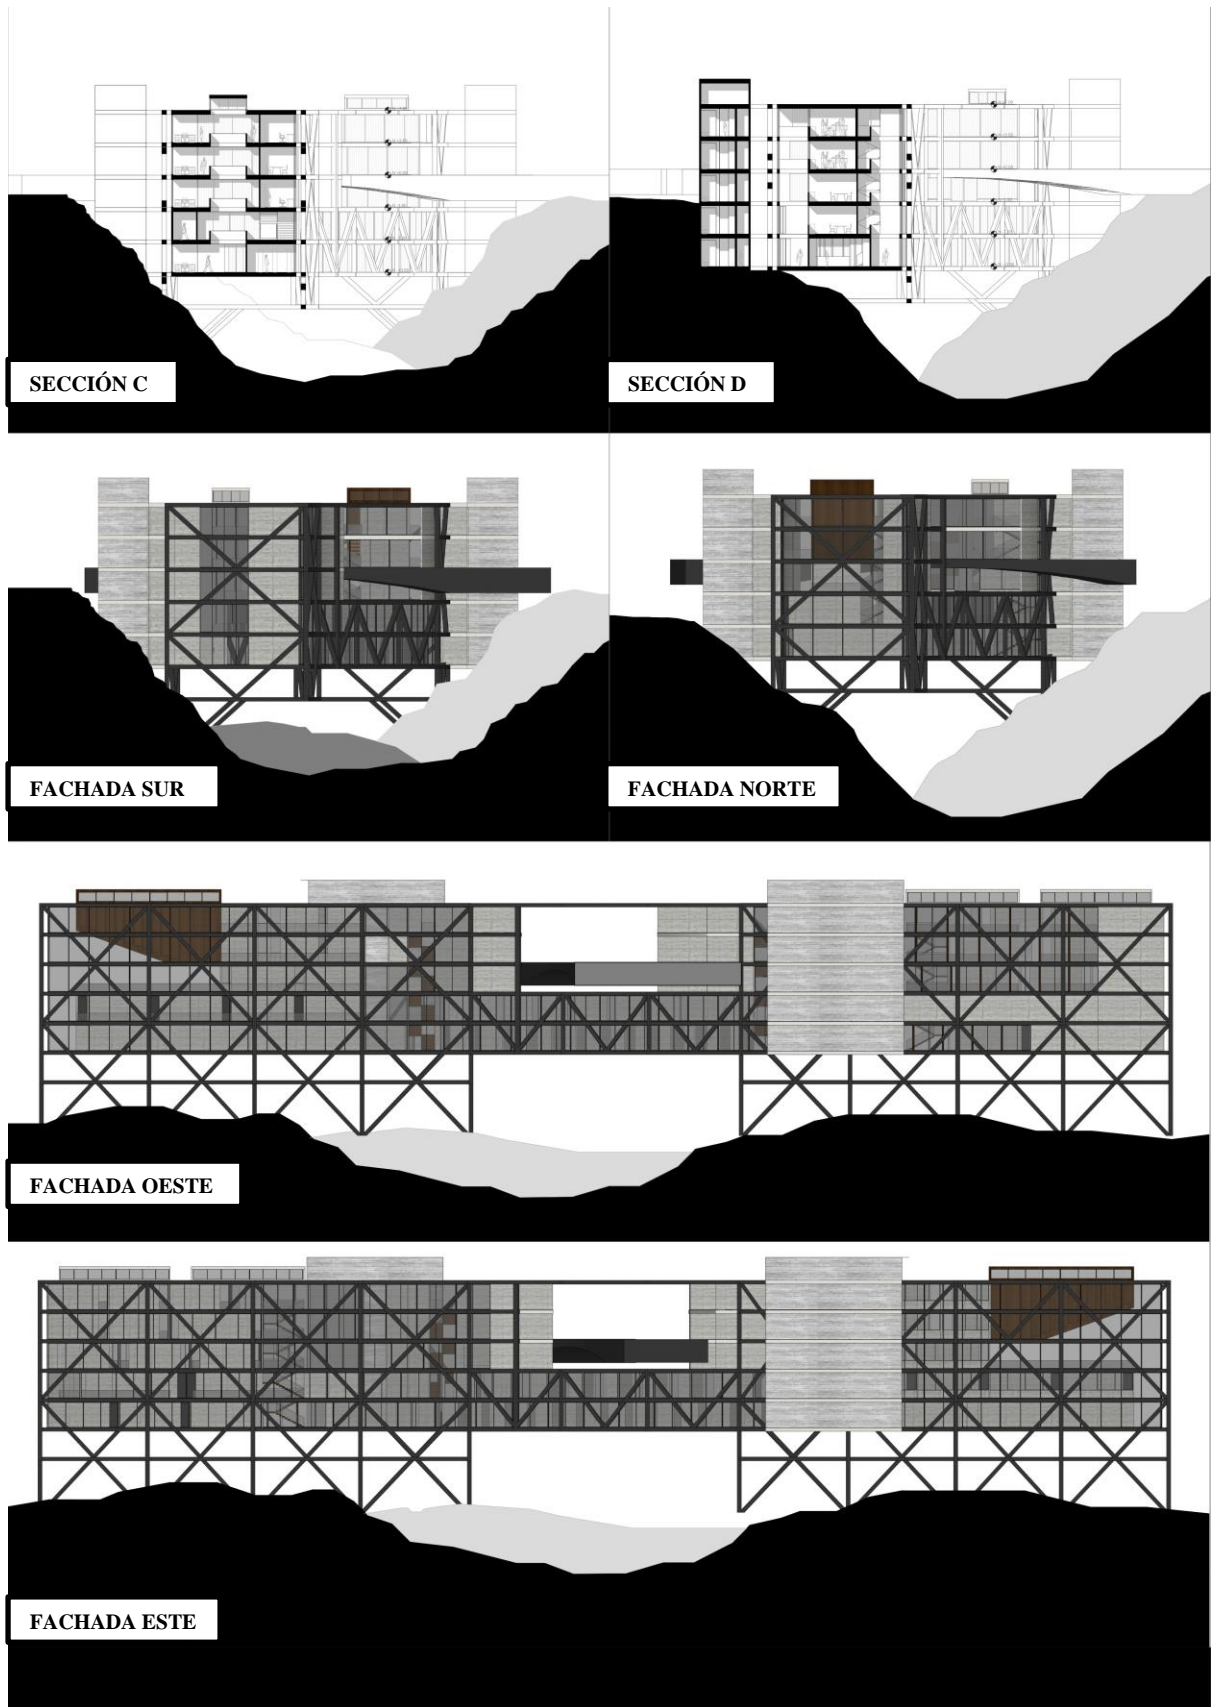 SECCIÓN C
SECCIÓN D
FACHADA SUR
FACHADA NORTE
FACHADA OESTE
FACHADA ESTE